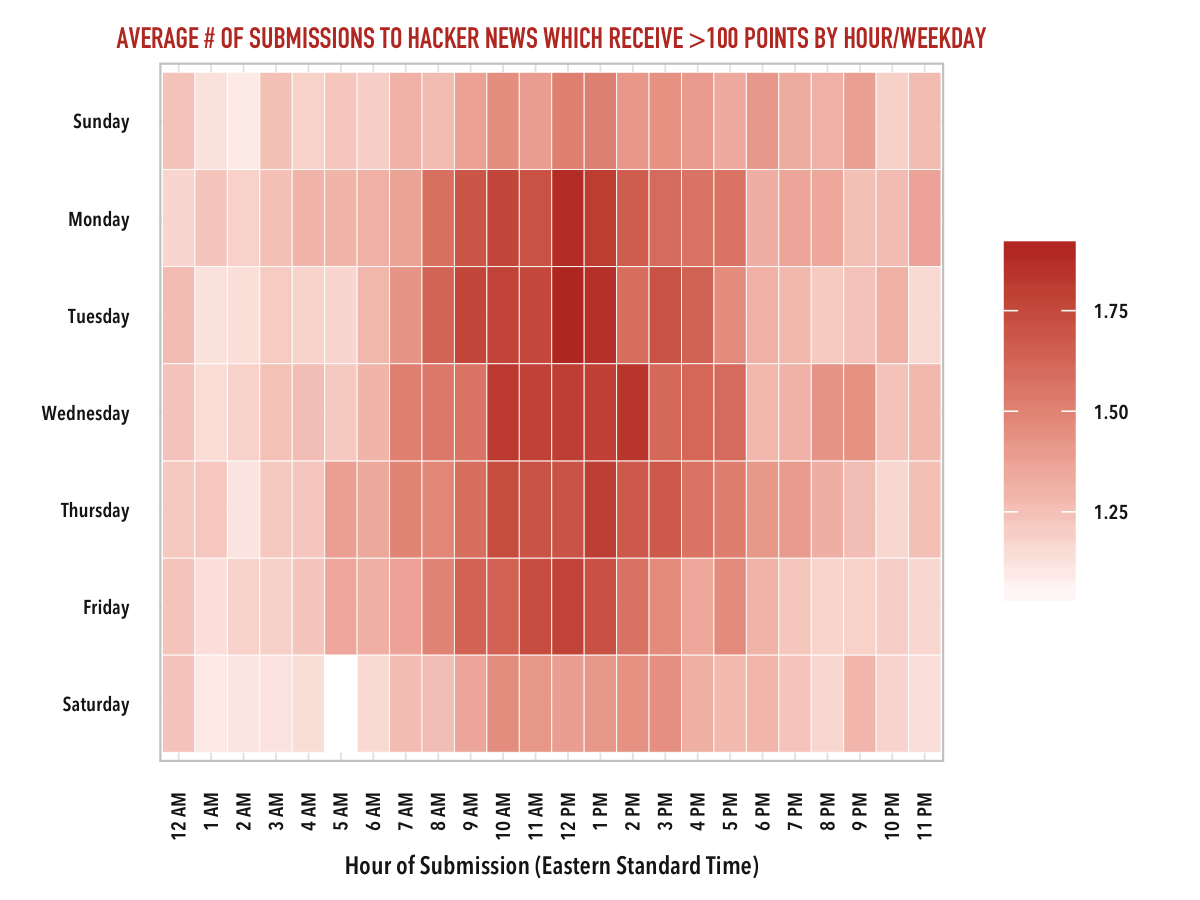 AVERAGE # OF SUBMISSIONS TO HACKER NEWS WHICH RECEIVE >100 POINTS BY HOUR/WEEKDAY
Sunday
Monday
Tuesday
Wednesday
Thursday
Friday
Saturday
1.75
1.50
1.25
12 AM
1 AM
2 AM
3 AM
4 AM
5 AM
6 AM
7 AM
8 AM
9 AM
10 AM
11 AM
12 PM
1 PM
2 PM
3 PM
4 PM
5 PM
6 PM
7 PM
8 PM
9 PM
10 PM
11 PM
Hour of Submission (Eastern Standard Time)